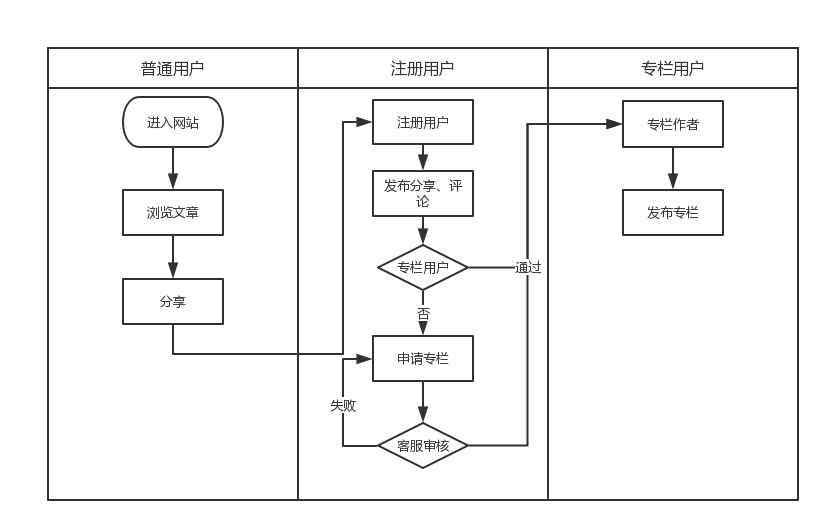 普通用户
注册用户
专栏用户
进入网站
浏览文章
分享
注册用户
发布分享、评
论
专栏用户
通过
否
申请专栏
失败
客服审核
专栏作者
发布专栏